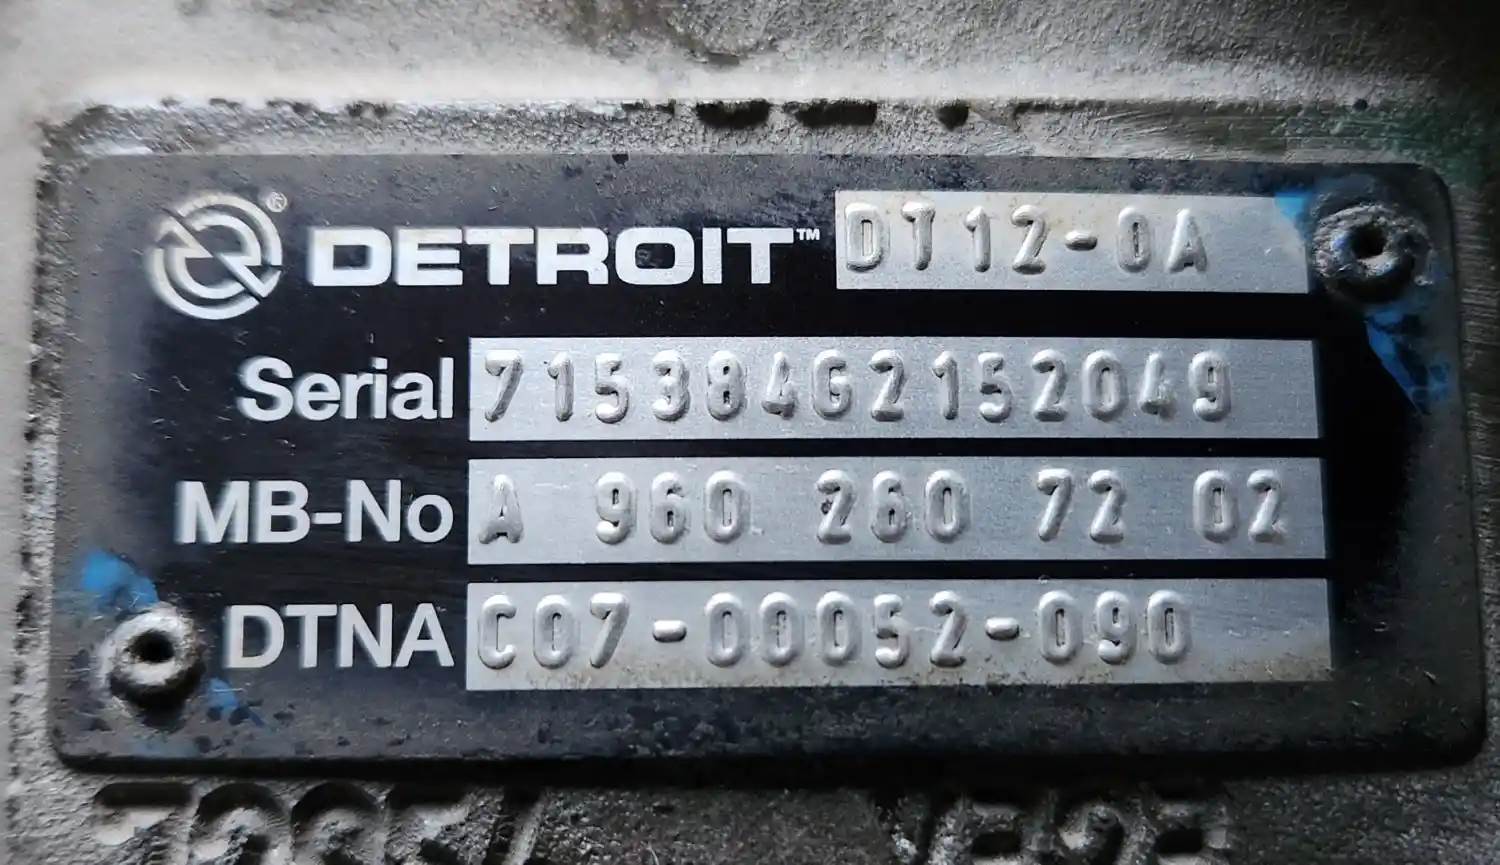 ® DETROIT™ DT12-0A
Serial 715384G2152049
MB-No A 960 260 72 02
DTNA C07-00052-090